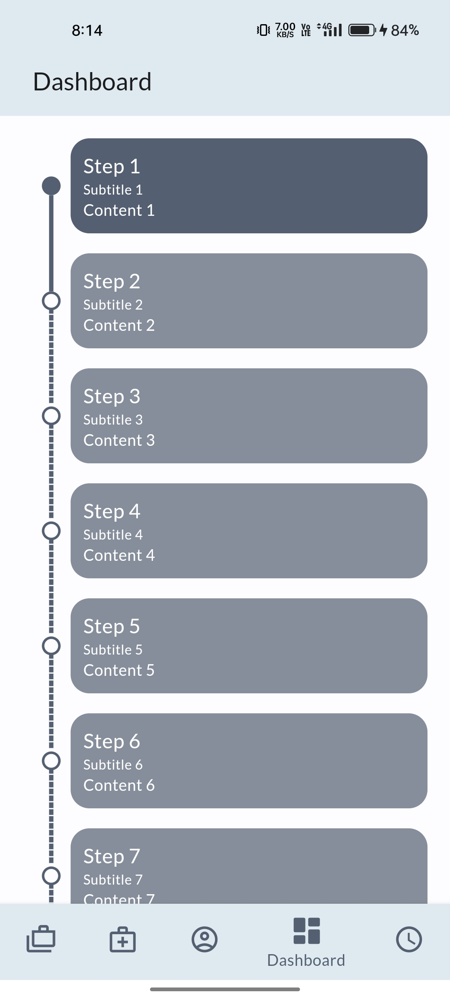 8:14
7.00
KB/S
Vo
LTE
4G
84%
Dashboard
Step 1
Subtitle 1
Content 1
Step 2
Subtitle 2
Content 2
Step 3
Subtitle 3
Content 3
Step 4
Subtitle 4
Content 4
Step 5
Subtitle 5
Content 5
Step 6
Subtitle 6
Content 6
Step 7
Subtitle 7
Content 7
Dashboard